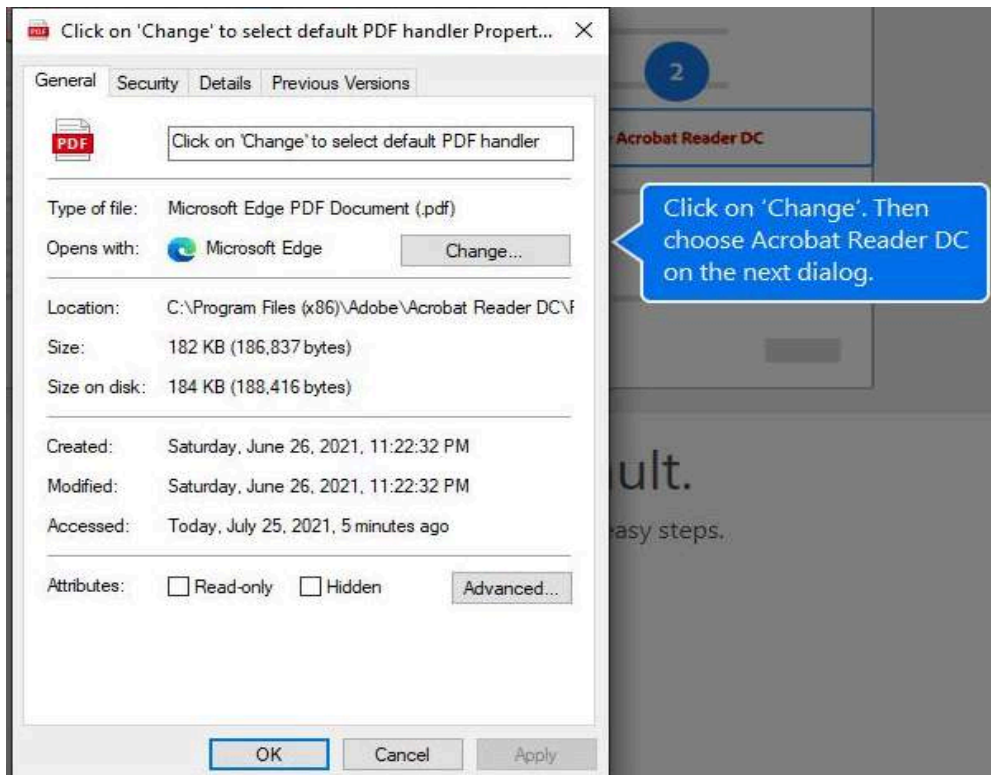 Click on 'Change' to select default PDF handler Propert...
General Security Details Previous Versions
PDF
Click on 'Change' to select default PDF handler
Type of file: Microsoft Edge PDF Document (.pdf)
Opens with: Microsoft Edge Change...
Location: C:\Program Files (x86)\Adobe\Acrobat Reader DC\
Size: 182 KB (186,837 bytes)
Size on disk: 184 KB (188,416 bytes)
Created: Saturday, June 26, 2021, 11:22:32 PM
Modified: Saturday, June 26, 2021, 11:22:32 PM
Accessed: Today, July 25, 2021, 5 minutes ago
Attributes: Read-only Hidden Advanced...
OK Cancel Apply
2
Acrobat Reader DC
Click on 'Change'. Then
choose Acrobat Reader DC
on the next dialog.
ult.
easy steps.